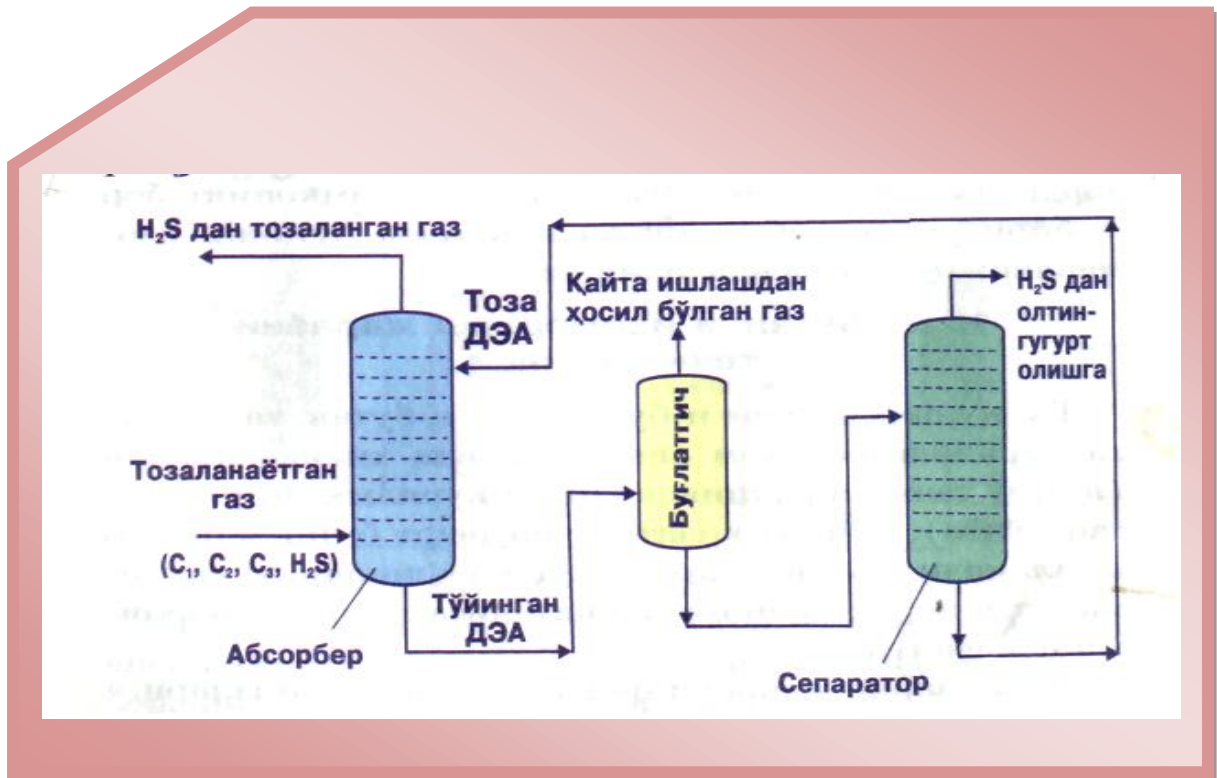 H₂S дан тозаланган газ
Тоза
ДЭА
Қайта ишлашдан
ҳосил бўлган газ
H₂S дан
олтин-
гугурт
олишга
Буғлатгич
Тозаланаётган
газ
(C₁, C₂, C₃, H₂S)
Тўйинган
ДЭА
Абсорбер
Сепаратор